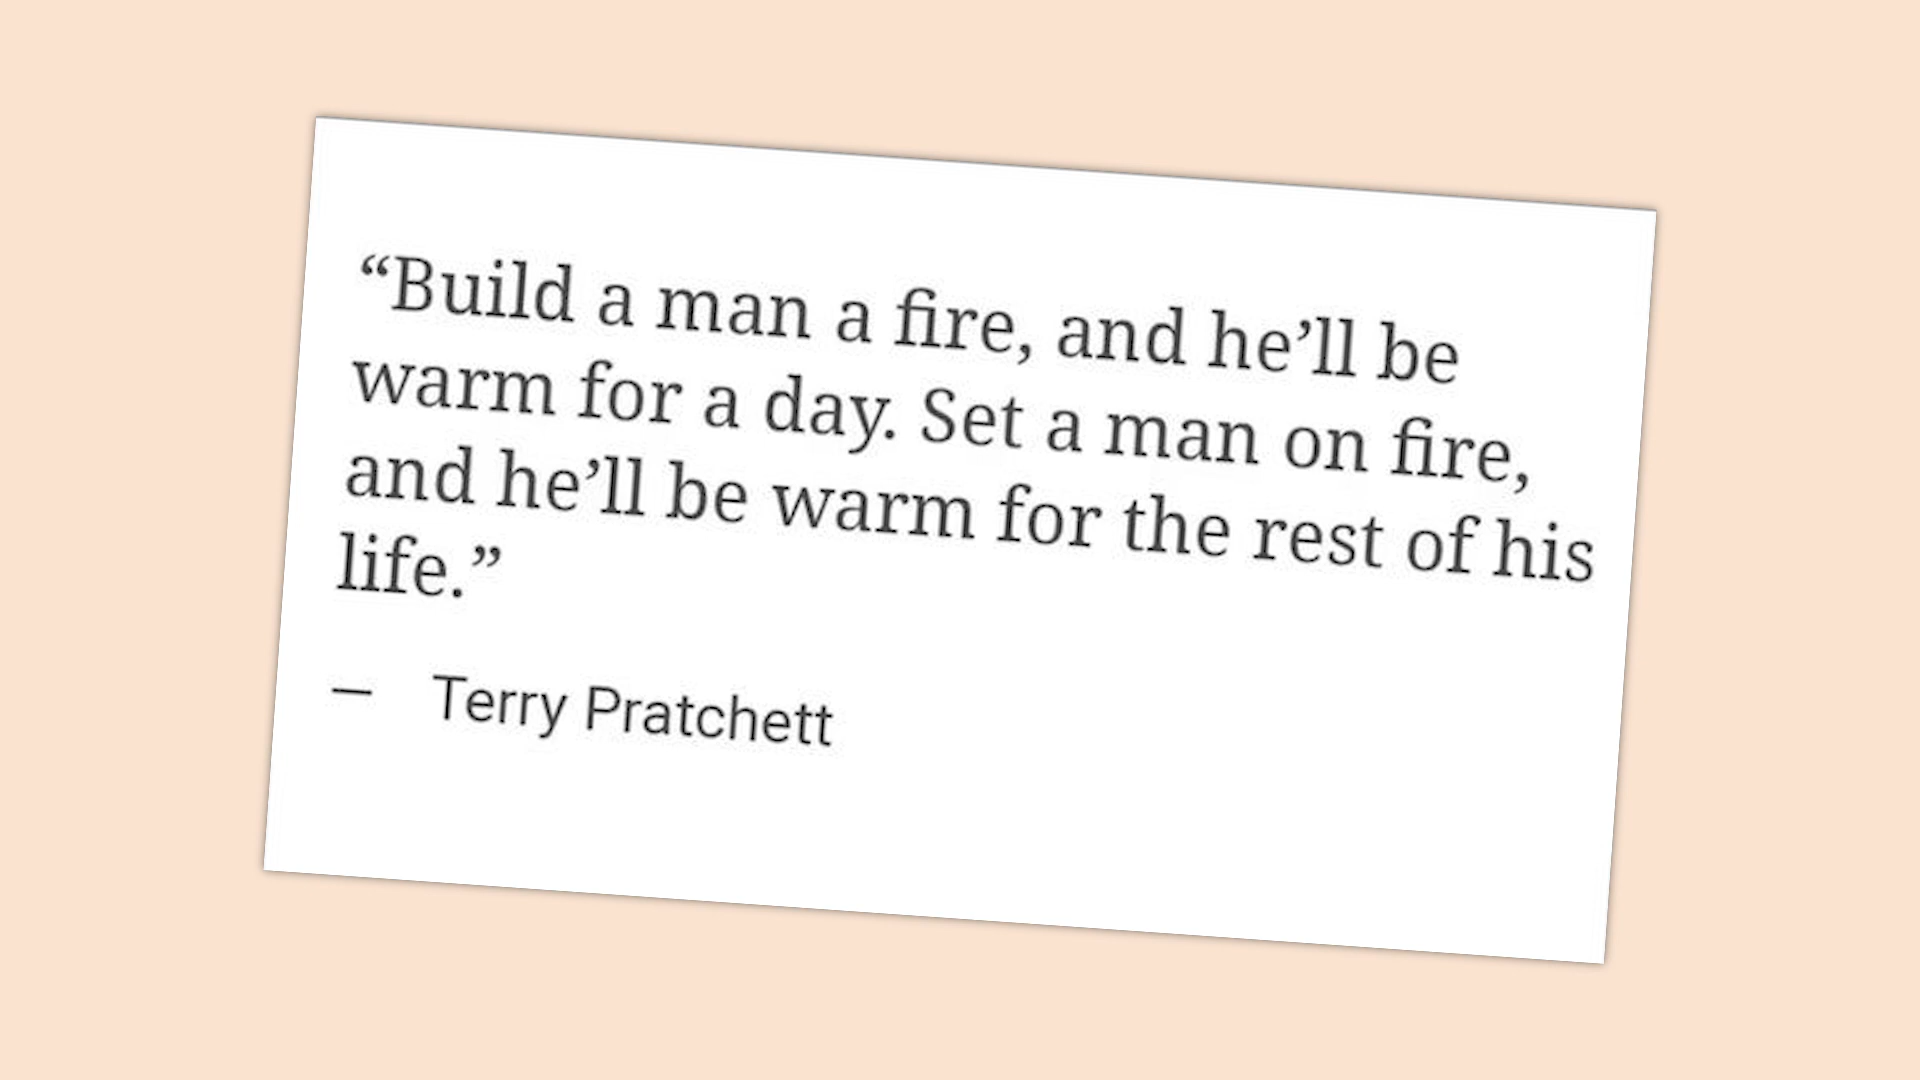 “Build a man a fire, and he’ll be
warm for a day. Set a man on fire,
and he’ll be warm for the rest of his
life.”
— Terry Pratchett